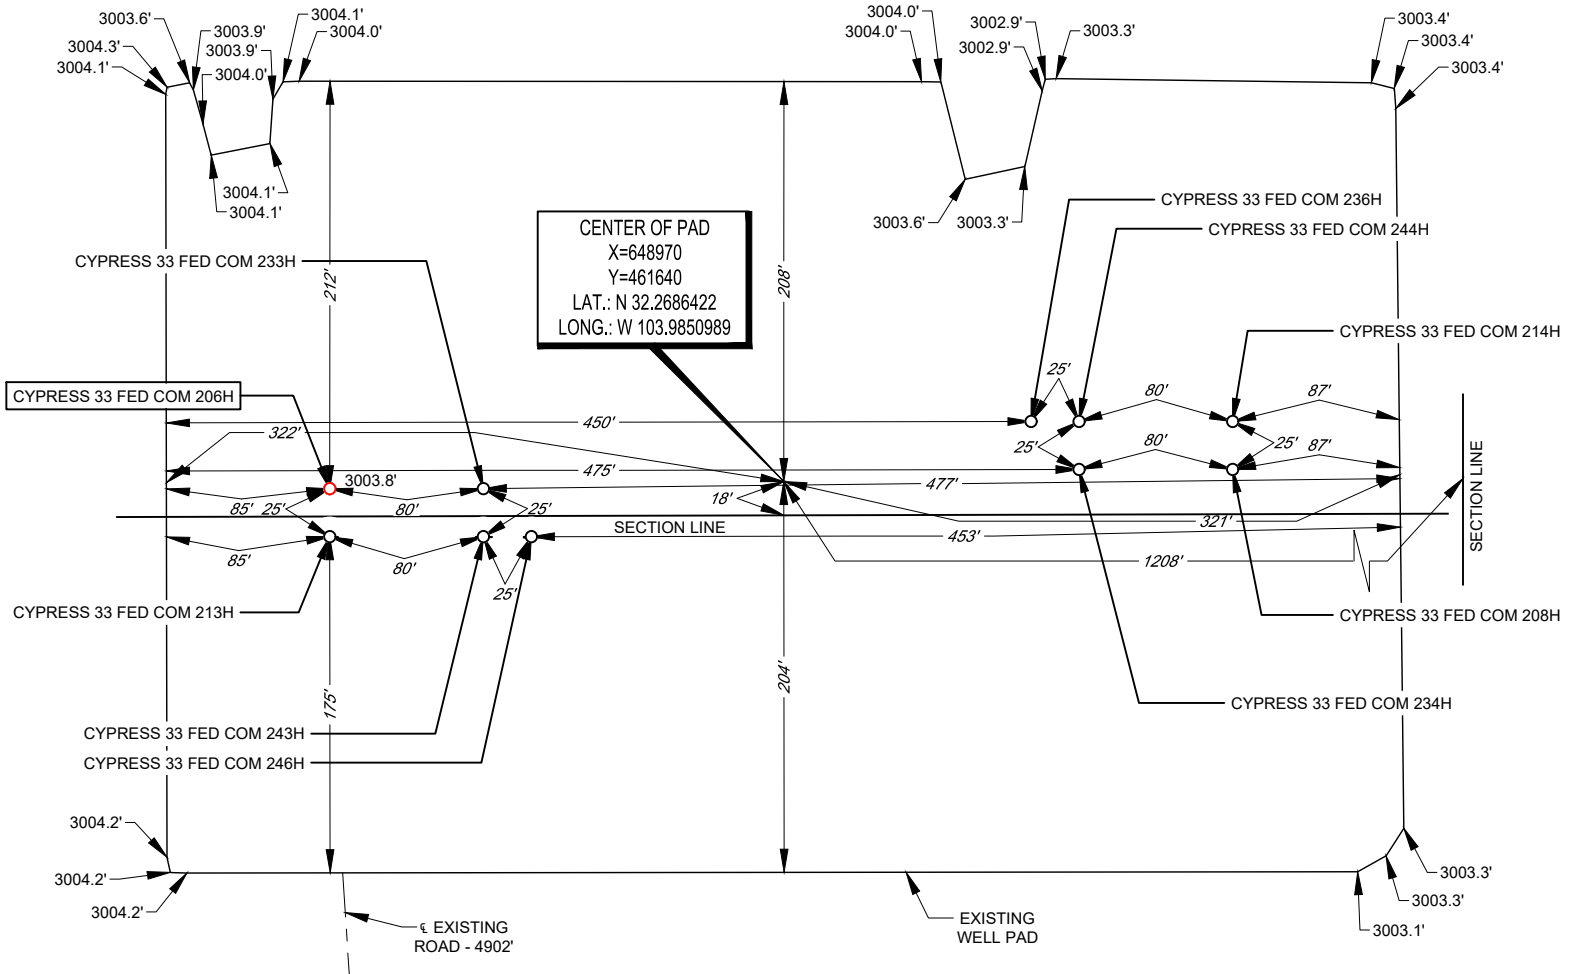 3003.6'
3004.3'
3004.1'
3003.9'
3003.9'
3004.0'
3004.1'
3004.0'
3004.1'
3004.1'
3004.0'
3004.0'
3002.9'
3002.9'
3003.3'
3003.4'
3003.4'
3003.4'
3003.6'
3003.3'
CYPRESS 33 FED COM 236H
CYPRESS 33 FED COM 244H
CENTER OF PAD
X=648970
Y=461640
LAT.: N 32.2686422
LONG.: W 103.9850989
CYPRESS 33 FED COM 233H
212'
208'
CYPRESS 33 FED COM 214H
CYPRESS 33 FED COM 206H
25'
80'
87'
450'
322'
25'
80'
25'
87'
475'
3003.8'
477'
85'
25'
80'
25'
18'
321'
SECTION LINE
SECTION LINE
453'
85'
80'
25'
1208'
CYPRESS 33 FED COM 213H
CYPRESS 33 FED COM 208H
175'
204'
CYPRESS 33 FED COM 234H
CYPRESS 33 FED COM 243H
CYPRESS 33 FED COM 246H
3004.2'
3004.2'
3004.2'
℄ EXISTING
ROAD - 4902'
EXISTING
WELL PAD
3003.3'
3003.3'
3003.1'